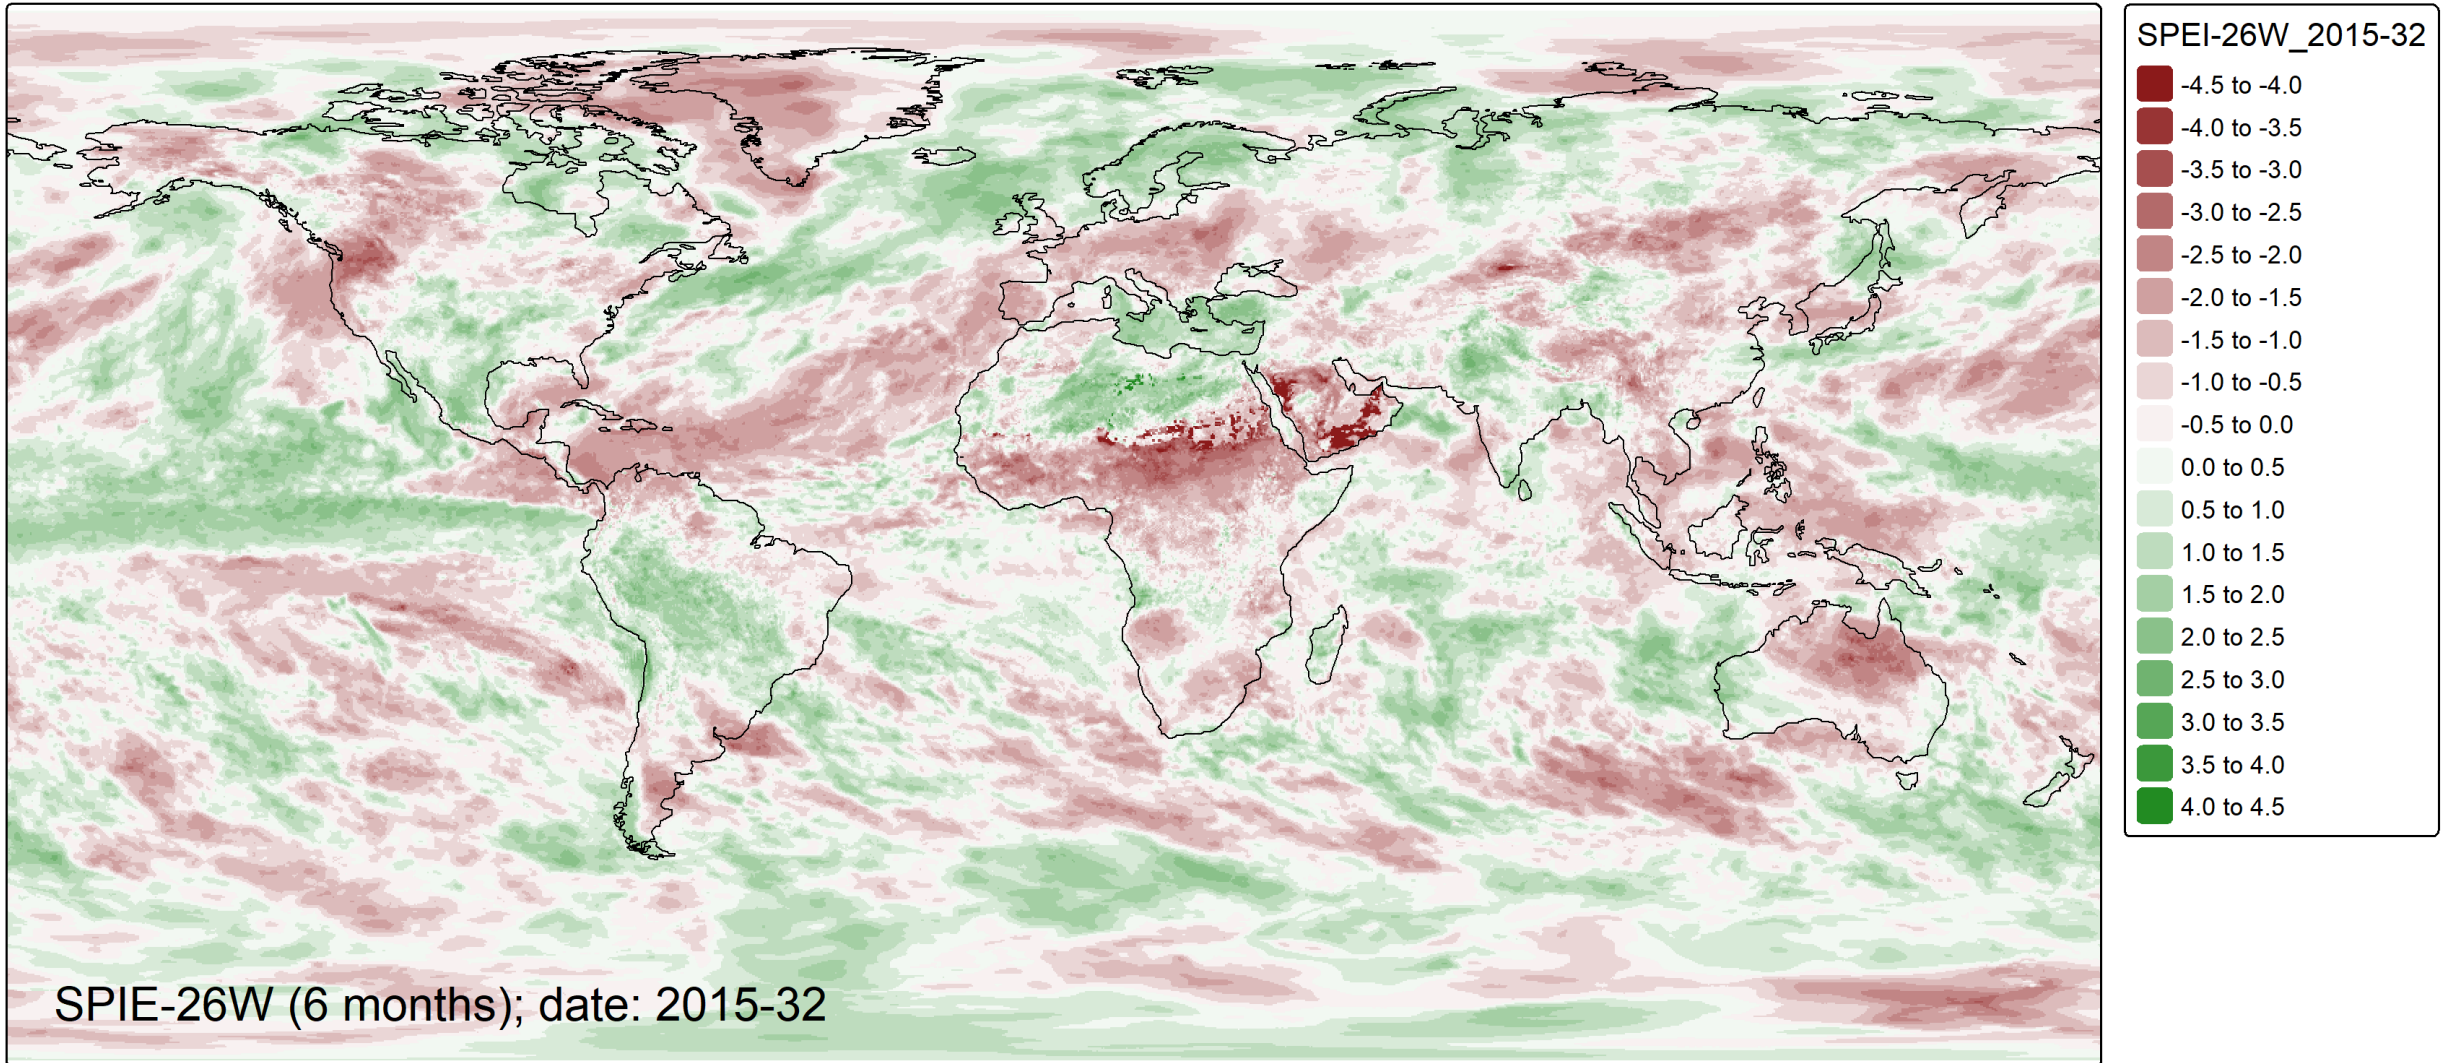 SPEI-26W_2015-32
-4.5 to -4.0
-4.0 to -3.5
-3.5 to -3.0
-3.0 to -2.5
-2.5 to -2.0
-2.0 to -1.5
-1.5 to -1.0
-1.0 to -0.5
-0.5 to 0.0
0.0 to 0.5
0.5 to 1.0
1.0 to 1.5
1.5 to 2.0
2.0 to 2.5
2.5 to 3.0
3.0 to 3.5
3.5 to 4.0
4.0 to 4.5
SPIE-26W (6 months); date: 2015-32